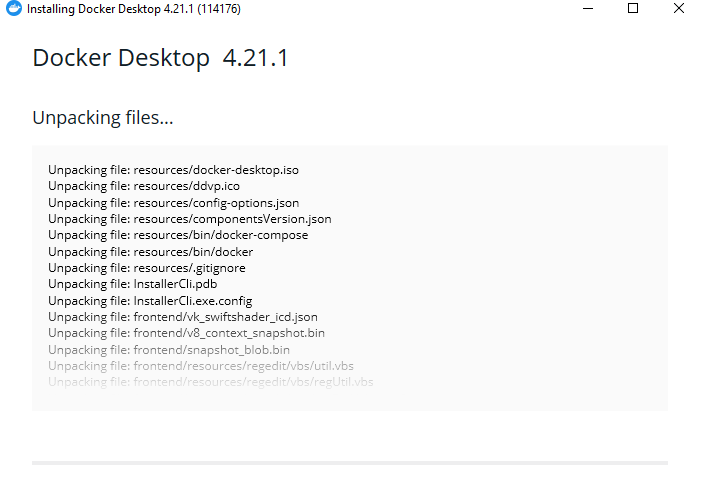 Installing Docker Desktop 4.21.1 (114176)
Docker Desktop 4.21.1
Unpacking files...
Unpacking file: resources/docker-desktop.iso
Unpacking file: resources/ddvp.ico
Unpacking file: resources/config-options.json
Unpacking file: resources/componentsVersion.json
Unpacking file: resources/bin/docker-compose
Unpacking file: resources/bin/docker
Unpacking file: resources/.gitignore
Unpacking file: InstallerCli.pdb
Unpacking file: InstallerCli.exe.config
Unpacking file: frontend/vk_swiftshader_icd.json
Unpacking file: frontend/v8_context_snapshot.bin
Unpacking file: frontend/snapshot_blob.bin
Unpacking file: frontend/resources/regedit/vbs/util.vbs
Unpacking file: frontend/resources/regedit/vbs/regUtil.vbs